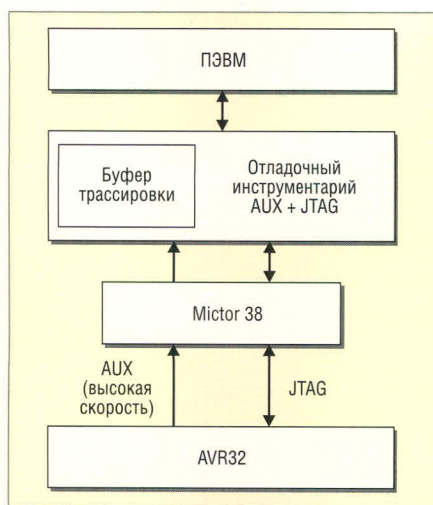 ПЭВМ
Буфер
трассировки
Отладочный
инструментарий
AUX + JTAG
Mictor 38
AUX
(высокая
скорость)
JTAG
AVR32